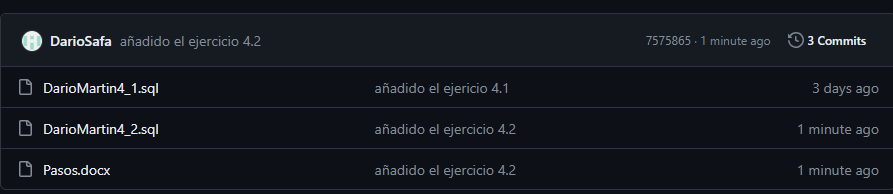 DarioSafa añadido el ejercicio 4.2 7575865 · 1 minute ago 3 Commits
DarioMartin4_1.sql añadido el ejericio 4.1 3 days ago
DarioMartin4_2.sql añadido el ejercicio 4.2 1 minute ago
Pasos.docx añadido el ejercicio 4.2 1 minute ago